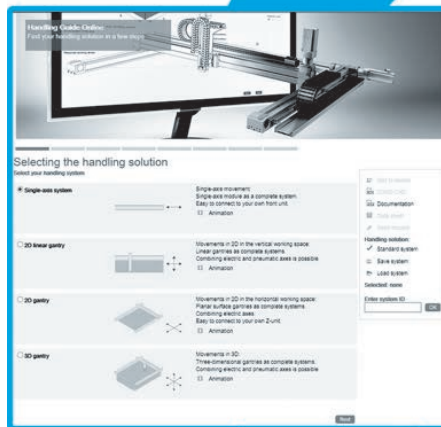 Handling Guide Online
Find your handling solution in a few steps
Selecting the handling solution
Select your handling system
Single-axis system
Single-axis movement:
Single-axis module as a complete system.
Easy to connect to your own front unit.
Animation
2D linear gantry
Movements in 2D in the vertical working space:
Linear gantries as complete systems.
Combining electric and pneumatic axes is possible
Animation
2D gantry
Movements in 2D in the horizontal working space:
Planar surface gantries as complete systems.
Combining electric axes.
Easy to connect to your own Z-unit.
Animation
3D gantry
Movements in 3D:
Three-dimensional gantries as complete systems.
Combining electric and pneumatic axes is possible
Animation
Documentation
Handling solution:
Standard system
Save system
Load system
Selected: none
Enter system ID
OK
Next